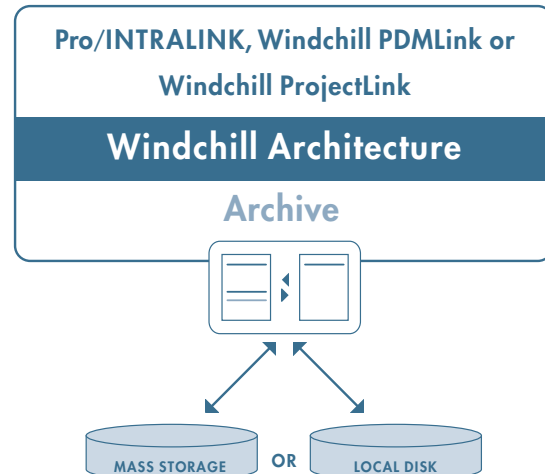 Pro/INTRALINK, Windchill PDMLink or
Windchill ProjectLink
Windchill Architecture
Archive
MASS STORAGE
OR
LOCAL DISK